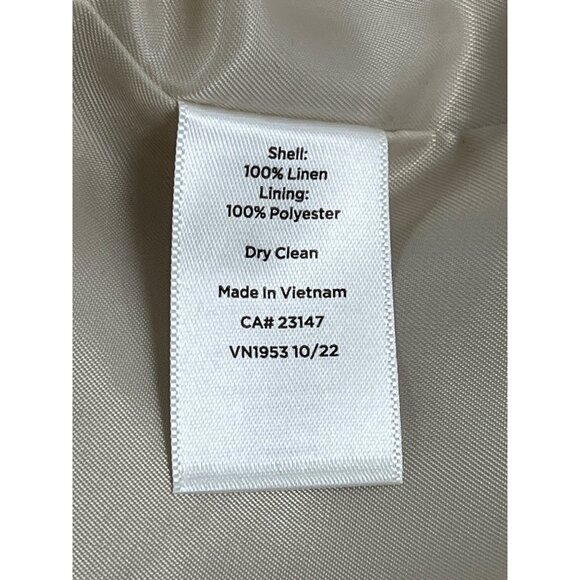 Shell:
100% Linen
Lining:
100% Polyester
Dry Clean
Made In Vietnam
CA# 23147
VN1953 10/22